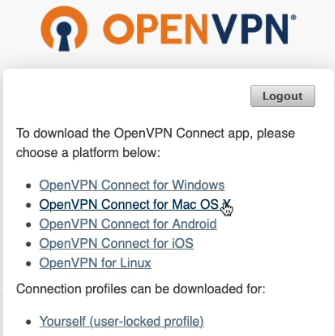 OPENVPN®
Logout
To download the OpenVPN Connect app, please
choose a platform below:
OpenVPN Connect for Windows
OpenVPN Connect for Mac OS X
OpenVPN Connect for Android
OpenVPN Connect for iOS
OpenVPN for Linux
Connection profiles can be downloaded for:
Yourself (user-locked profile)